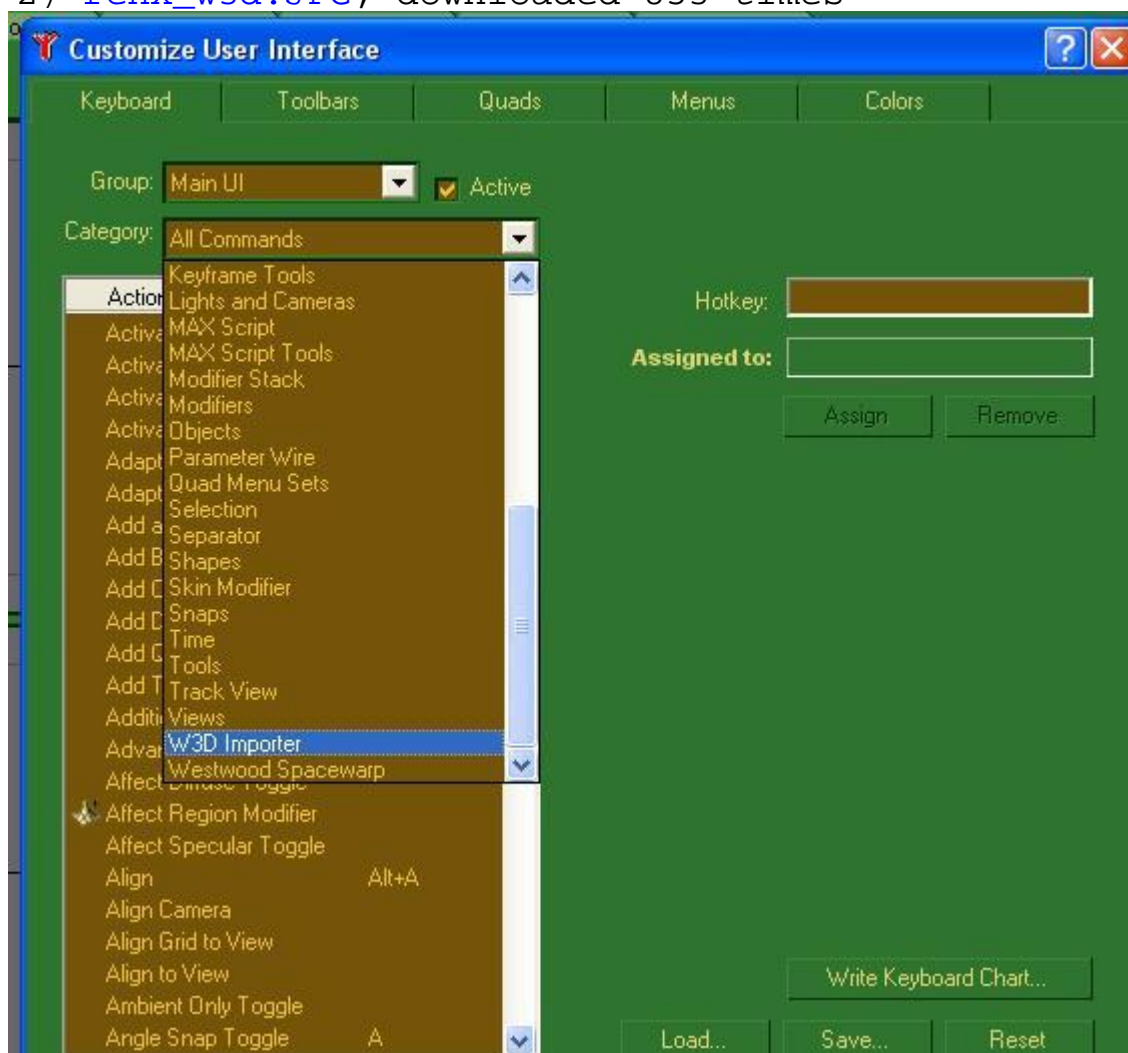 Customize User Interface
Keyboard Toolbars Quads Menus Colors
Group: Main UI Active
Category: All Commands
Action
Keyframe Tools
Lights and Cameras
MAX Script
MAX Script Tools
Modifier Stack
Modifiers
Objects
Parameter Wire
Quad Menu Sets
Selection
Separator
Shapes
Skin Modifier
Snaps
Time
Tools
Track View
Views
W3D Importer
Westwood Spacewarp
Affect Region Modifier
Affect Specular Toggle
Align Alt+A
Align Camera
Align Grid to View
Align to View
Ambient Only Toggle
Angle Snap Toggle A
Hotkey:
Assigned to:
Assign Remove
Write Keyboard Chart...
Load... Save... Reset